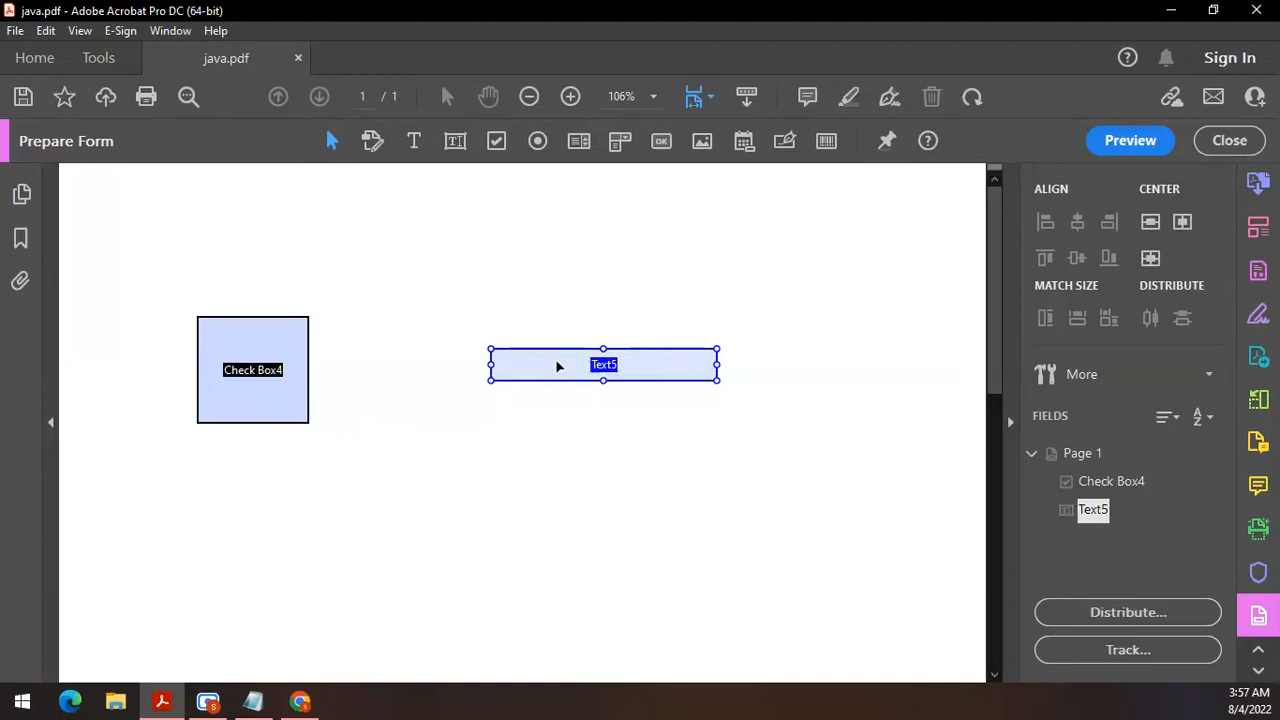 java.pdf - Adobe Acrobat Pro DC (64-bit)
File Edit View E-Sign Window Help
Home Tools java.pdf Sign In
1 / 1 106%
Prepare Form Preview Close
ALIGN CENTER
MATCH SIZE DISTRIBUTE
Check Box4
Text5
More
FIELDS
Page 1
Check Box4
Text5
Distribute...
Track...
3:57 AM
8/4/2022